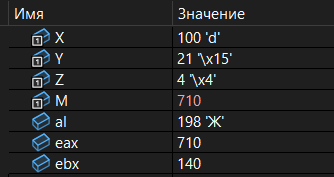 Имя Значение
X 100 'd'
Y 21 '\x15'
Z 4 '\x4'
M 710
al 198 'Ж'
eax 710
ebx 140